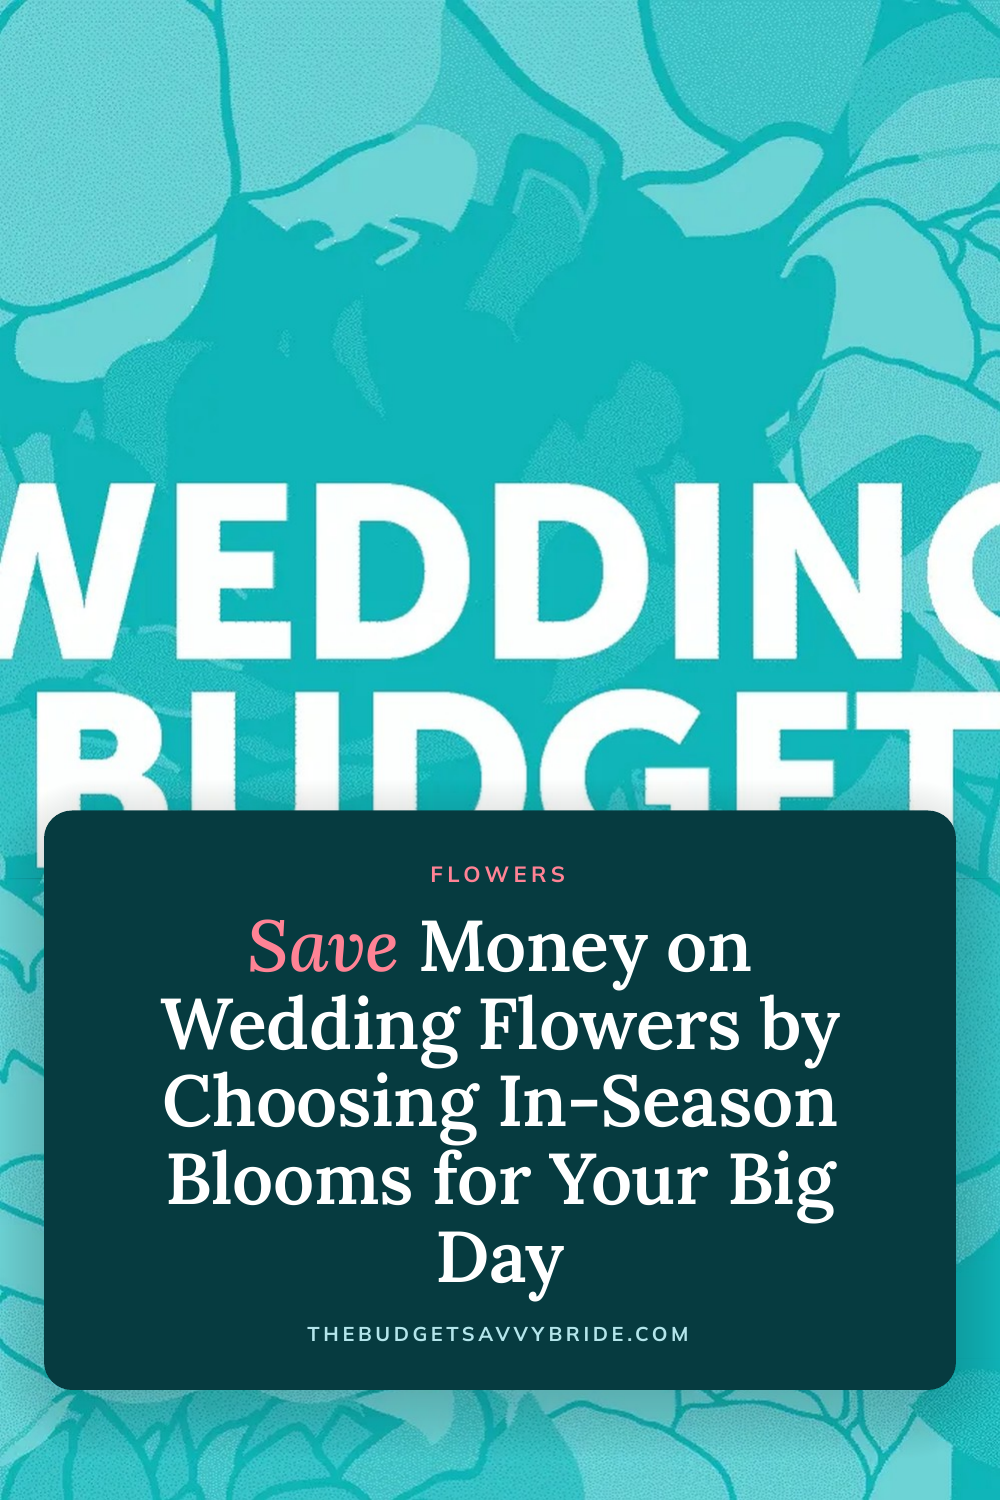 WEDDING
BUDGET
FLOWERS
Save Money on
Wedding Flowers by
Choosing In-Season
Blooms for Your Big
Day
THEBUDGETSAVVYBRIDE.COM